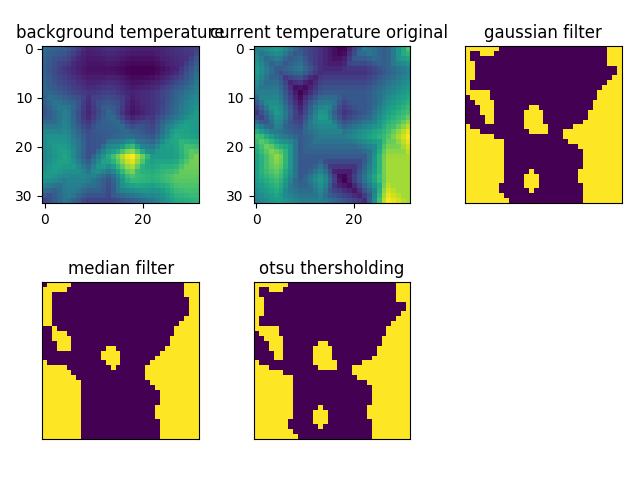 background temperature
current temperature original
gaussian filter
0
10
20
30
0
20
0
10
20
30
0
20
median filter
otsu thersholding